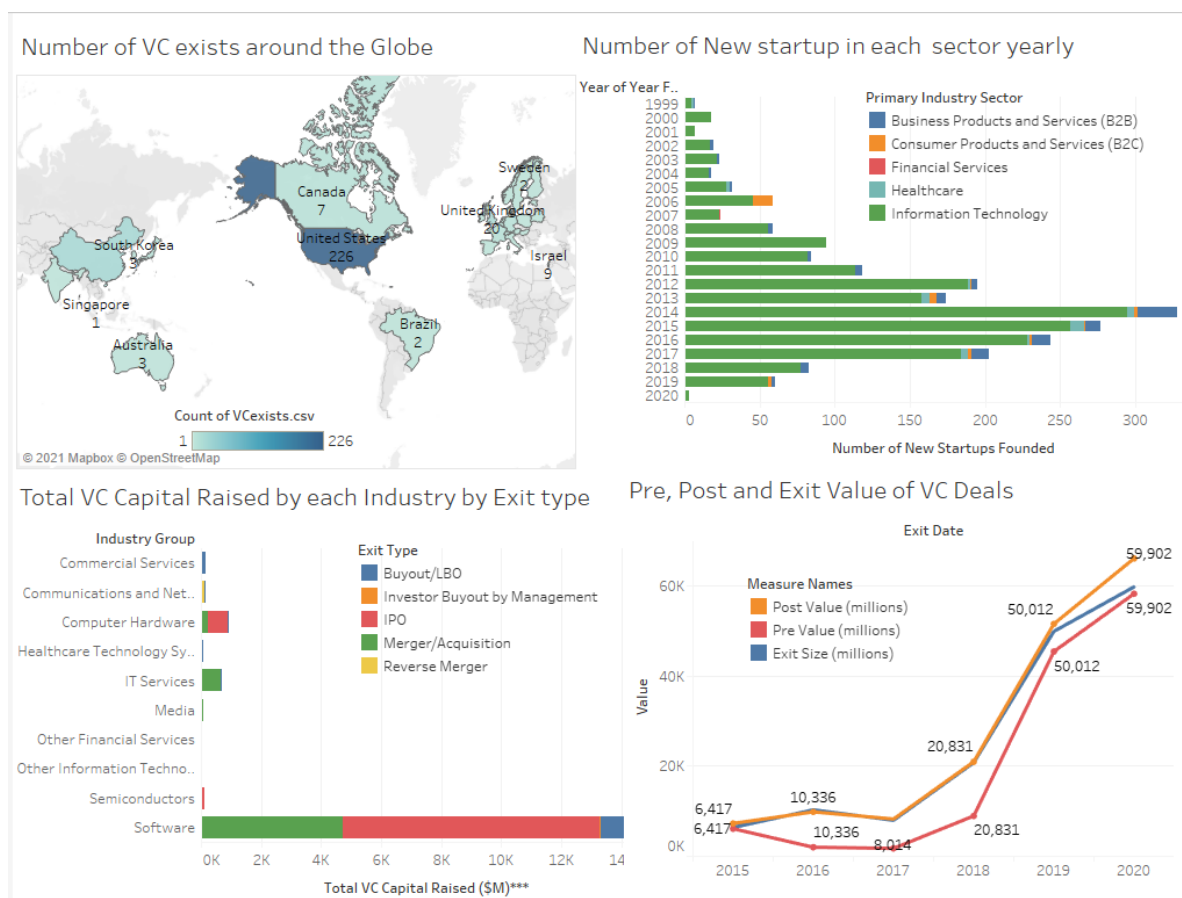 Number of VC exists around the Globe
Sweden
2
Canada
7
United Kingdom
20
United States
226
South Korea
3
Israel
9
Singapore
1
Brazil
2
Australia
3
Count of VCexists.csv
1 226
© 2021 Mapbox © OpenStreetMap
Number of New startup in each sector yearly
Year of Year F..
Primary Industry Sector
Business Products and Services (B2B)
Consumer Products and Services (B2C)
Financial Services
Healthcare
Information Technology
1999
2000
2001
2002
2003
2004
2005
2006
2007
2008
2009
2010
2011
2012
2013
2014
2015
2016
2017
2018
2019
2020
0 50 100 150 200 250 300
Number of New Startups Founded
Total VC Capital Raised by each Industry by Exit type
Industry Group
Commercial Services
Communications and Net..
Computer Hardware
Healthcare Technology Sy..
IT Services
Media
Other Financial Services
Other Information Techno..
Semiconductors
Software
Exit Type
Buyout/LBO
Investor Buyout by Management
IPO
Merger/Acquisition
Reverse Merger
0K 2K 4K 6K 8K 10K 12K 14
Total VC Capital Raised ($M)***
Pre, Post and Exit Value of VC Deals
Exit Date
Measure Names
Post Value (millions)
Pre Value (millions)
Exit Size (millions)
Value
60K
40K
20K
0K
59,902
59,902
50,012
50,012
20,831
20,831
10,336
10,336
6,417
6,417
8,014
2015 2016 2017 2018 2019 2020